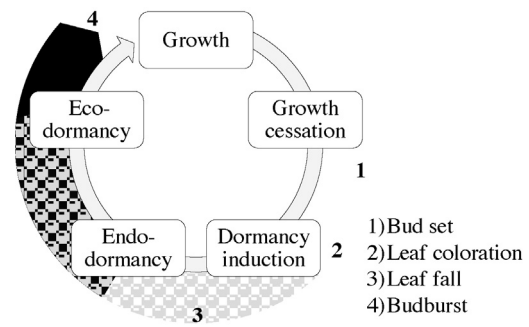 4
Growth
Eco-
dormancy
Growth
cessation
1
Endo-
dormancy
Dormancy
induction
2
3
1)Bud set
2)Leaf coloration
3)Leaf fall
4)Budburst